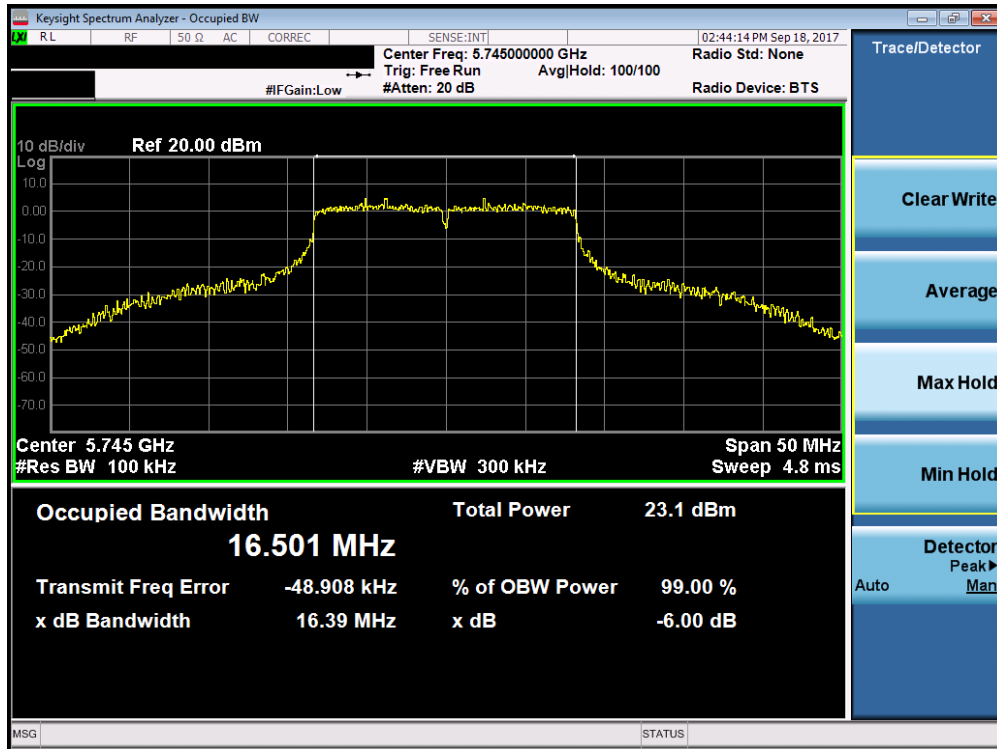 Keysight Spectrum Analyzer - Occupied BW
LXI RL RF 50 Ω AC CORREC SENSE:INT 02:44:14 PM Sep 18, 2017
Center Freq: 5.745000000 GHz Radio Std: None
Trig: Free Run Avg|Hold: 100/100
#IFGain:Low #Atten: 20 dB Radio Device: BTS
10 dB/div Ref 20.00 dBm
Log
10.0
0.00
-10.0
-20.0
-30.0
-40.0
-50.0
-60.0
-70.0
Center 5.745 GHz Span 50 MHz
#Res BW 100 kHz #VBW 300 kHz Sweep 4.8 ms
Occupied Bandwidth Total Power 23.1 dBm
16.501 MHz
Transmit Freq Error -48.908 kHz % of OBW Power 99.00 %
x dB Bandwidth 16.39 MHz x dB -6.00 dB
MSG STATUS
Trace/Detector
Clear Write
Average
Max Hold
Min Hold
Detector
Peak▶
Auto Man